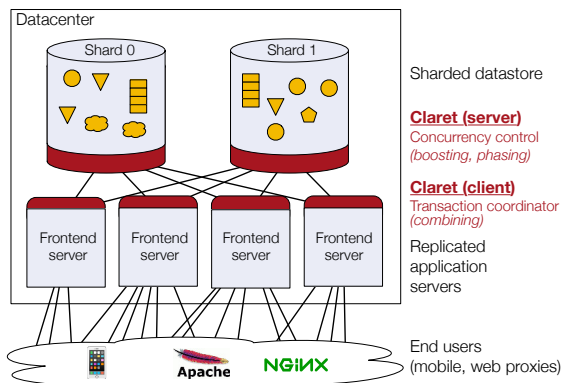 Datacenter
Shard 0
Shard 1
Sharded datastore
Claret (server)
Concurrency control
(boosting, phasing)
Claret (client)
Transaction coordinator
(combining)
Frontend
server
Frontend
server
Frontend
server
Frontend
server
Replicated
application
servers
Apache
NGiNX
End users
(mobile, web proxies)